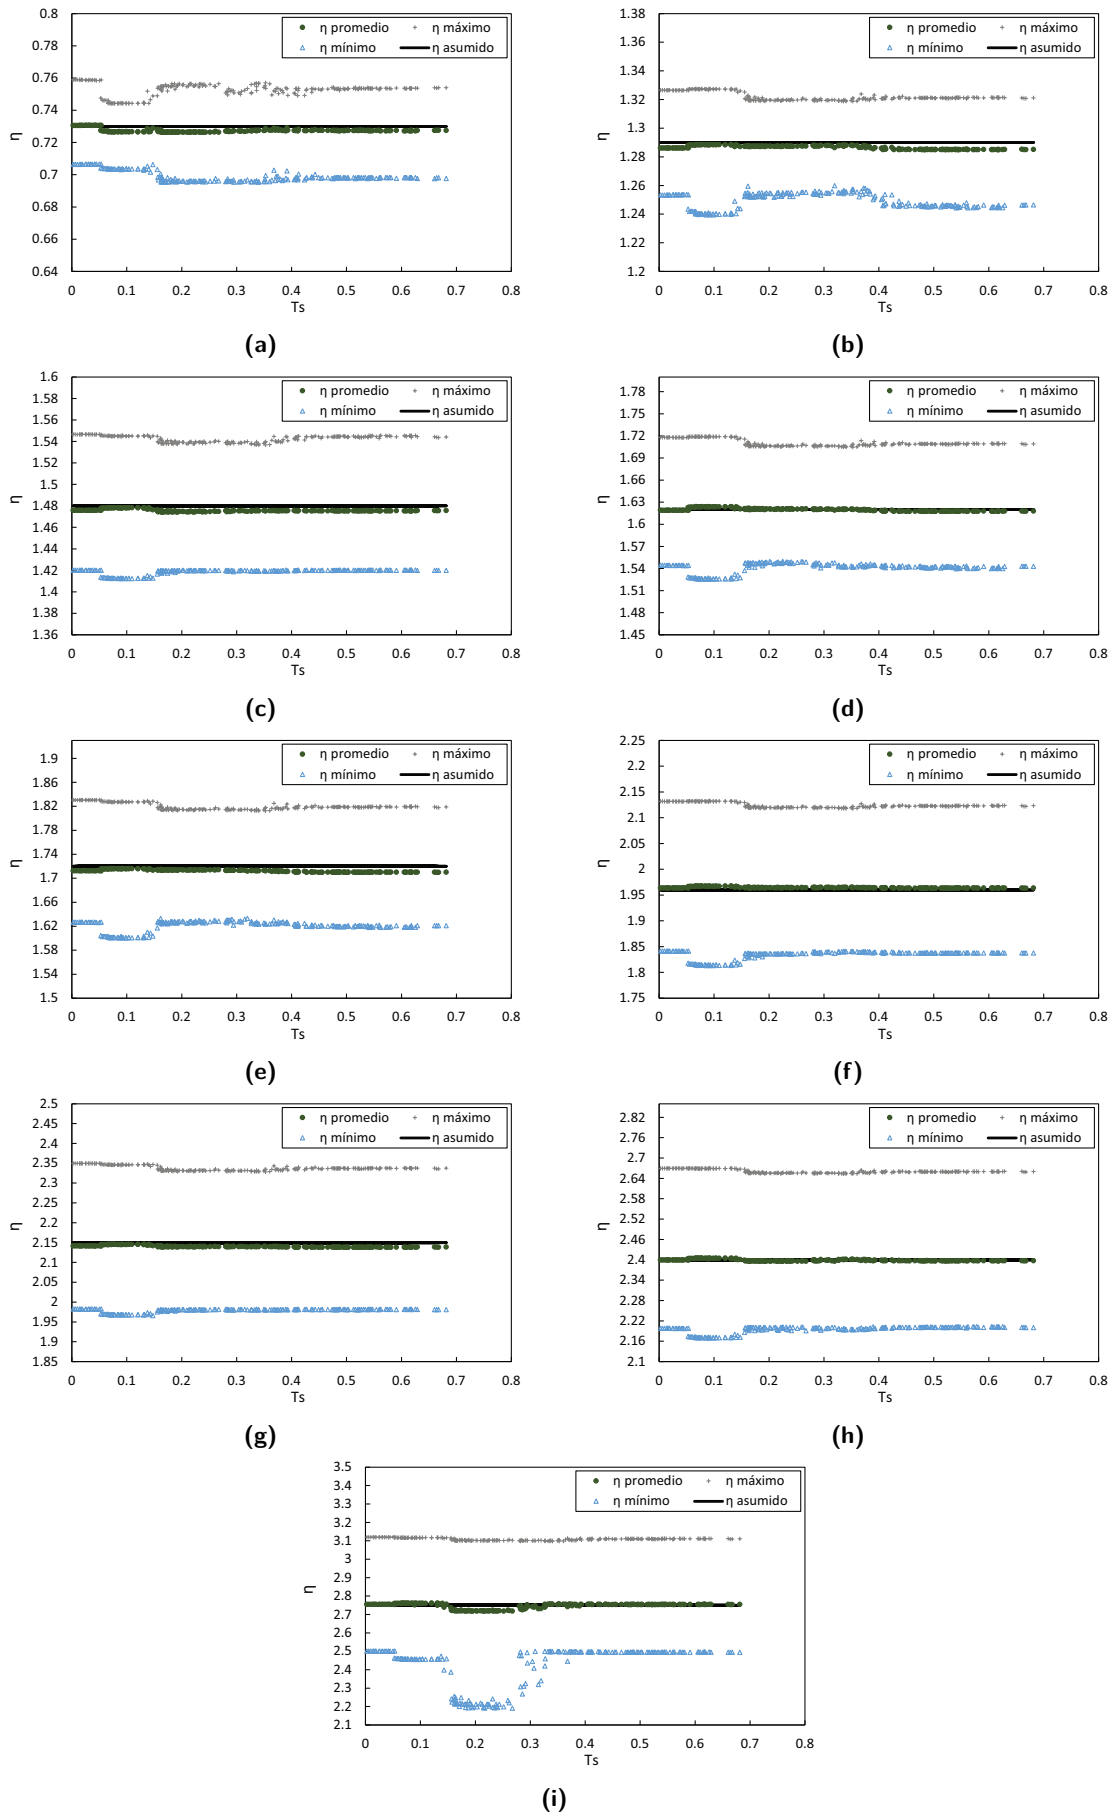 η promedio η máximo
η mínimo η asumido
0.8
0.76
0.72
0.7
0.68
0.66
0.64
η
0 0.1 0.2 0.3 0.4 0.5 0.6 0.7 0.8
Ts
0.74
(a)
η promedio η máximo
η mínimo η asumido
1.38
1.36
1.34
1.32
1.3
1.28
1.26
1.24
1.22
1.2
η
0 0.1 0.2 0.3 0.4 0.5 0.6 0.7 0.8
Ts
(b)
η promedio η máximo
η mínimo η asumido
1.6
1.58
1.56
1.54
1.52
1.5
1.48
1.46
1.44
1.42
1.4
1.38
1.36
η
0 0.1 0.2 0.3 0.4 0.5 0.6 0.7 0.8
Ts
(c)
η promedio η máximo
η mínimo η asumido
1.78
1.75
1.72
1.69
1.66
1.63
1.6
1.57
1.54
1.51
1.48
1.45
η
0 0.1 0.2 0.3 0.4 0.5 0.6 0.7 0.8
Ts
(d)
η promedio η máximo
η mínimo η asumido
1.9
1.86
1.82
1.78
1.74
1.7
1.66
1.62
1.58
1.54
1.5
η
0 0.1 0.2 0.3 0.4 0.5 0.6 0.7 0.8
Ts
(e)
η promedio η máximo
η mínimo η asumido
2.25
2.2
2.15
2.1
2.05
2
1.95
1.9
1.85
1.8
1.75
η
0 0.1 0.2 0.3 0.4 0.5 0.6 0.7 0.8
Ts
(f)
η promedio η máximo
η mínimo η asumido
2.5
2.45
2.4
2.35
2.3
2.25
2.2
2.15
2.1
2.05
2
1.95
1.9
1.85
η
0 0.1 0.2 0.3 0.4 0.5 0.6 0.7 0.8
Ts
(g)
η promedio η máximo
η mínimo η asumido
2.82
2.76
2.7
2.64
2.58
2.52
2.46
2.4
2.34
2.28
2.22
2.16
2.1
η
0 0.1 0.2 0.3 0.4 0.5 0.6 0.7 0.8
Ts
(h)
η promedio η máximo
η mínimo η asumido
3.5
3.4
3.3
3.2
3.1
3
2.9
2.8
2.7
2.6
2.5
2.4
2.3
2.2
2.1
η
0 0.1 0.2 0.3 0.4 0.5 0.6 0.7 0.8
Ts
(i)